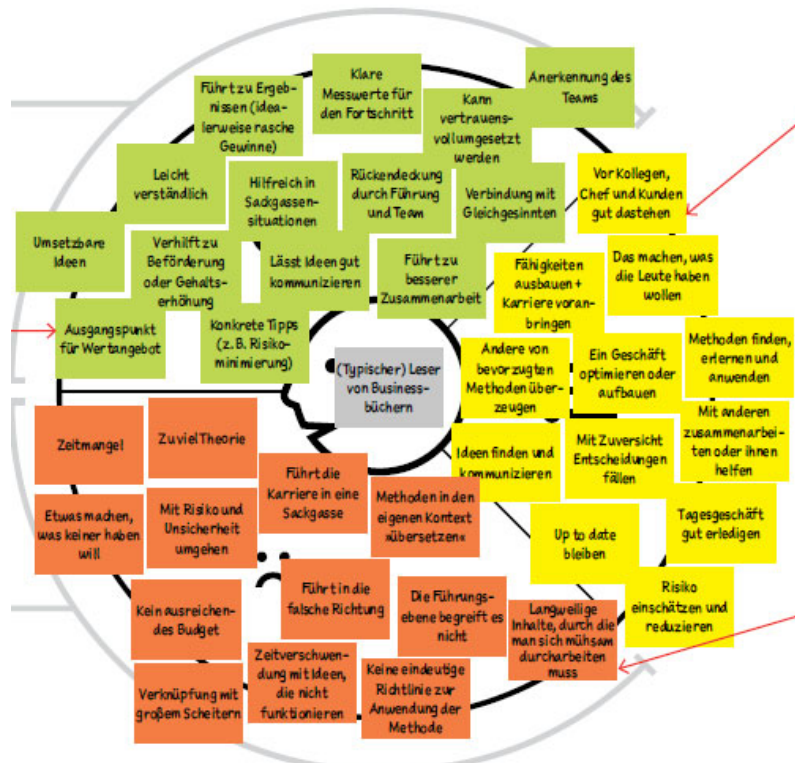 Führt zu Ergeb-
nissen (idea-
lerweise rasche
Gewinne)
Klare
Messwerte für
den Fortschritt
Kann
vertrauens-
vollumgesetzt
werden
Anerkennung des
Teams
Leicht
verständlich
Hilfreich in
Sackgassen-
situationen
Rückendeckung
durch Führung
und Team
Verbindung mit
Gleichgesinnten
Umsetzbare
Ideen
Verhilft zu
Beförderung
oder Gehalts-
erhöhung
Lässt Ideen gut
kommunizieren
Führt zu
besserer
Zusammenarbeit
Ausgangspunkt
für Wertangebot
Konkrete Tipps
(z. B. Risiko-
minimierung)
Vor Kollegen,
Chef und Kunden
gut dastehen
Fähigkeiten
ausbauen +
Karriere voran-
bringen
Das machen, was
die Leute haben
wollen
Andere von
bevorzugten
Methoden über-
zeugen
Ein Geschäft
optimieren oder
aufbauen
Methoden finden,
erlernen und
anwenden
Ideen finden und
kommunizieren
Mit Zuversicht
Entscheidungen
fällen
Mit anderen
zusammenarbei-
ten oder ihnen
helfen
Up to date
bleiben
Tagesgeschäft
gut erledigen
Risiko
einschätzen und
reduzieren
(Typischer) Leser
von Business-
büchern
Zeitmangel
Zu viel Theorie
Führt die
Karriere in eine
Sackgasse
Methoden in den
eigenen Kontext
»übersetzen«
Etwas machen,
was keiner haben
will
Mit Risiko und
Unsicherheit
umgehen
Führt in die
falsche Richtung
Die Führungs-
ebene begreift es
nicht
Langweilige
Inhalte, durch die
man sich mühsam
durcharbeiten
muss
Kein ausreichen-
des Budget
Verknüpfung mit
großem Scheitern
Zeitverschwen-
dung mit Ideen,
die nicht
funktionieren
Keine eindeutige
Richtlinie zur
Anwendung der
Methode